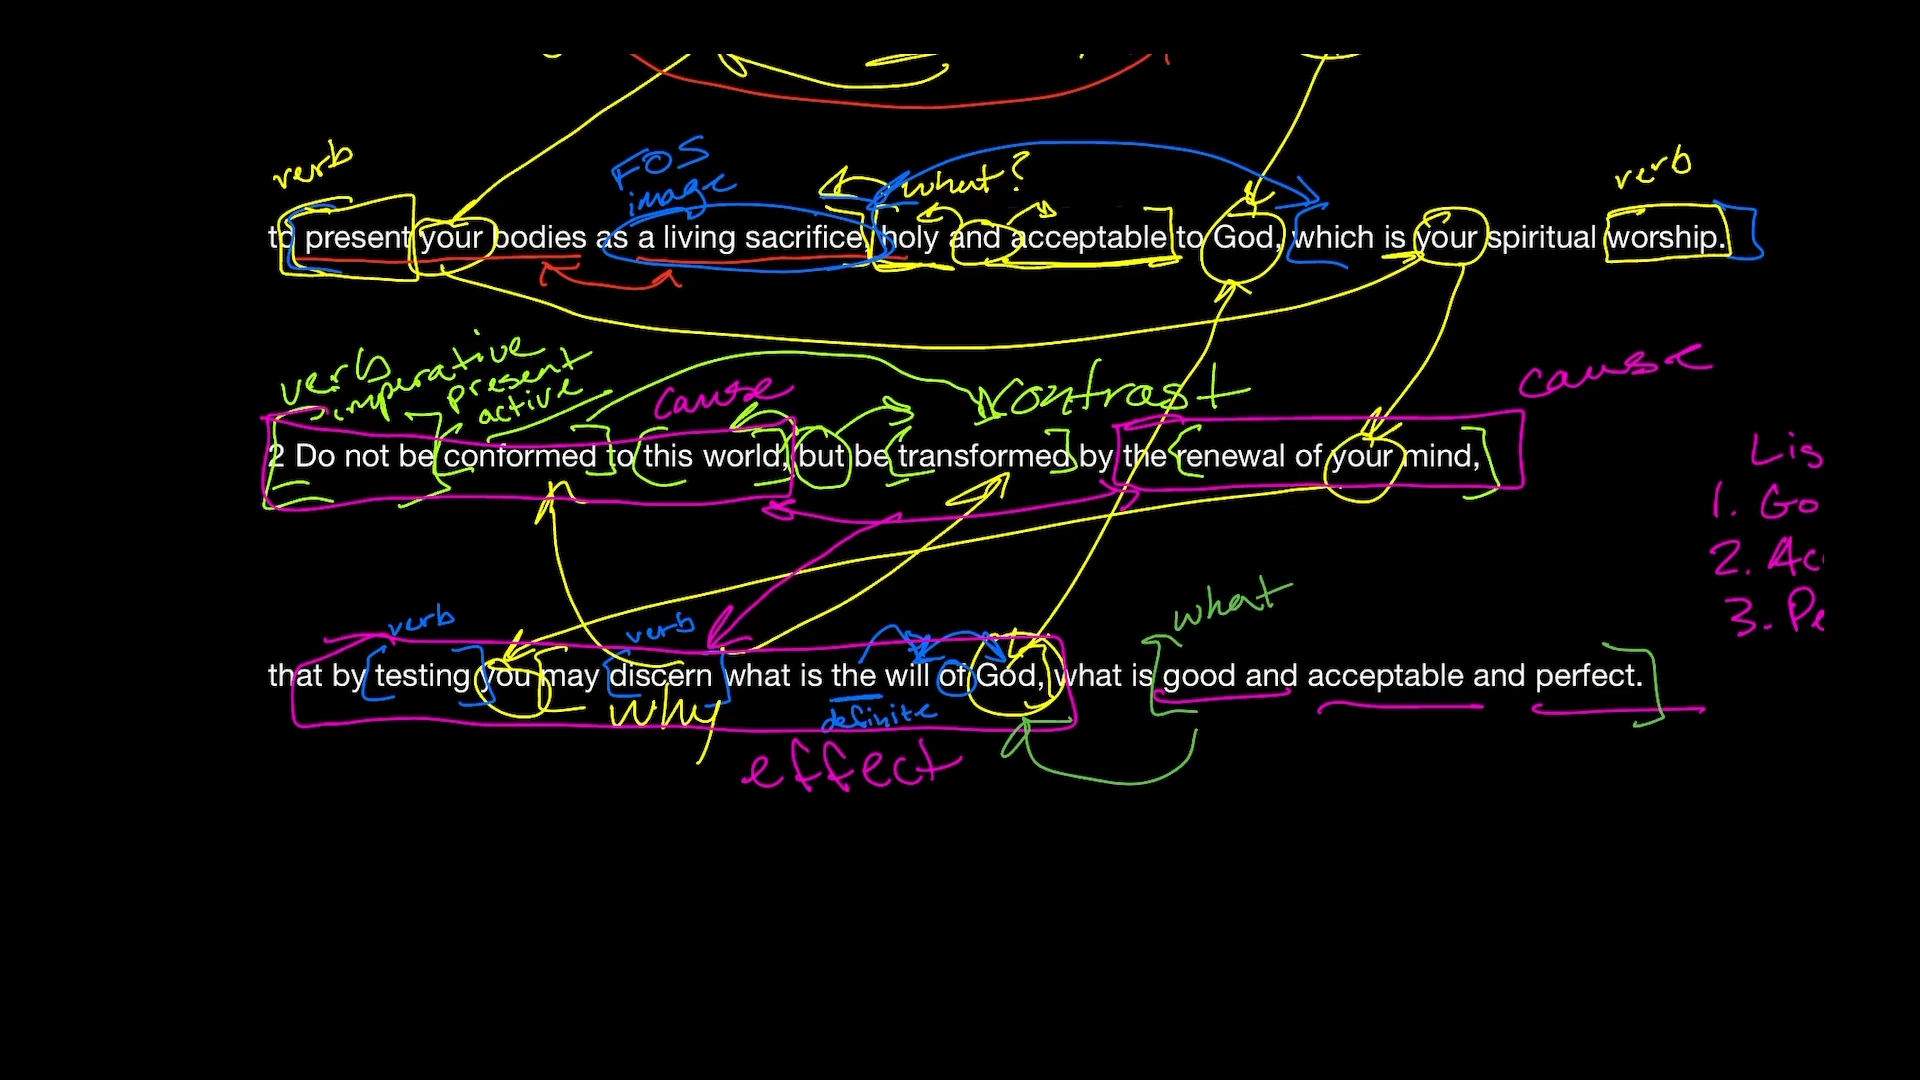 verb
FOS
image
what?
verb
to present your bodies as a living sacrifice, holy and acceptable to God, which is your spiritual worship.
verb
imperative
present
active
cause
contrast
cause
2 Do not be conformed to this world, but be transformed by the renewal of your mind,
Lis
1. Go
2. Ac
3. Pe
what
verb
verb
that by testing you may discern what is the will of God, what is good and acceptable and perfect.
why
definite
effect